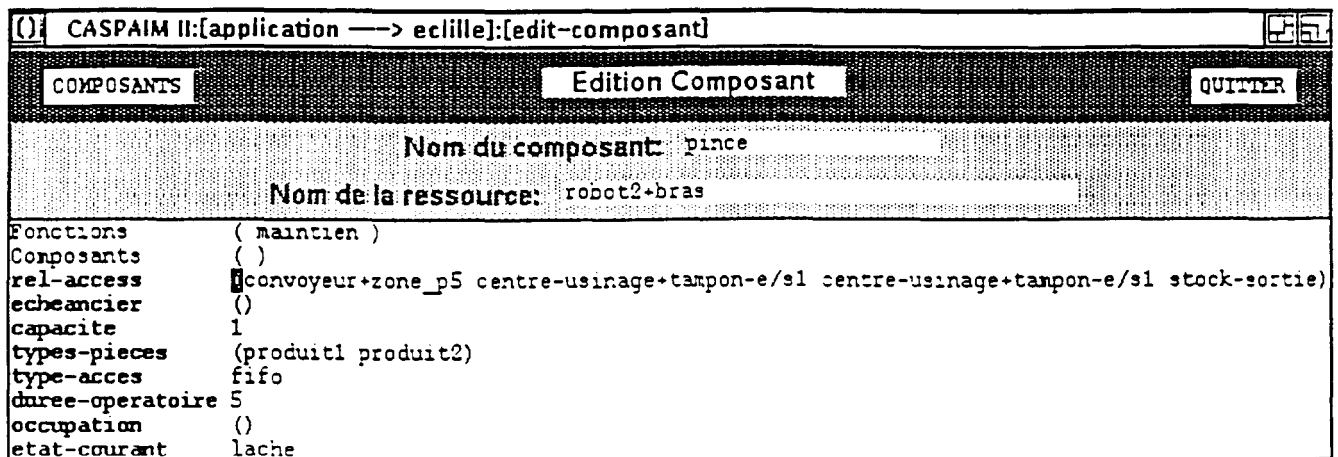 () CASPAIM II:[application ——> eclille]:[edit-composant]
COMPOSANTS Edition Composant QUITTER
Nom du composant: pince
Nom de la ressource: robot2+bras
Fonctions ( maintien )
Composants ( )
rel-access (convoyeur+zone_p5 centre-usinage+tampon-e/s1 centre-usinage+tampon-e/s1 stock-sortie)
echeancier ()
capacite 1
types-pieces (produit1 produit2)
type-acces fifo
duree-operatoire 5
occupation ()
etat-courant lache